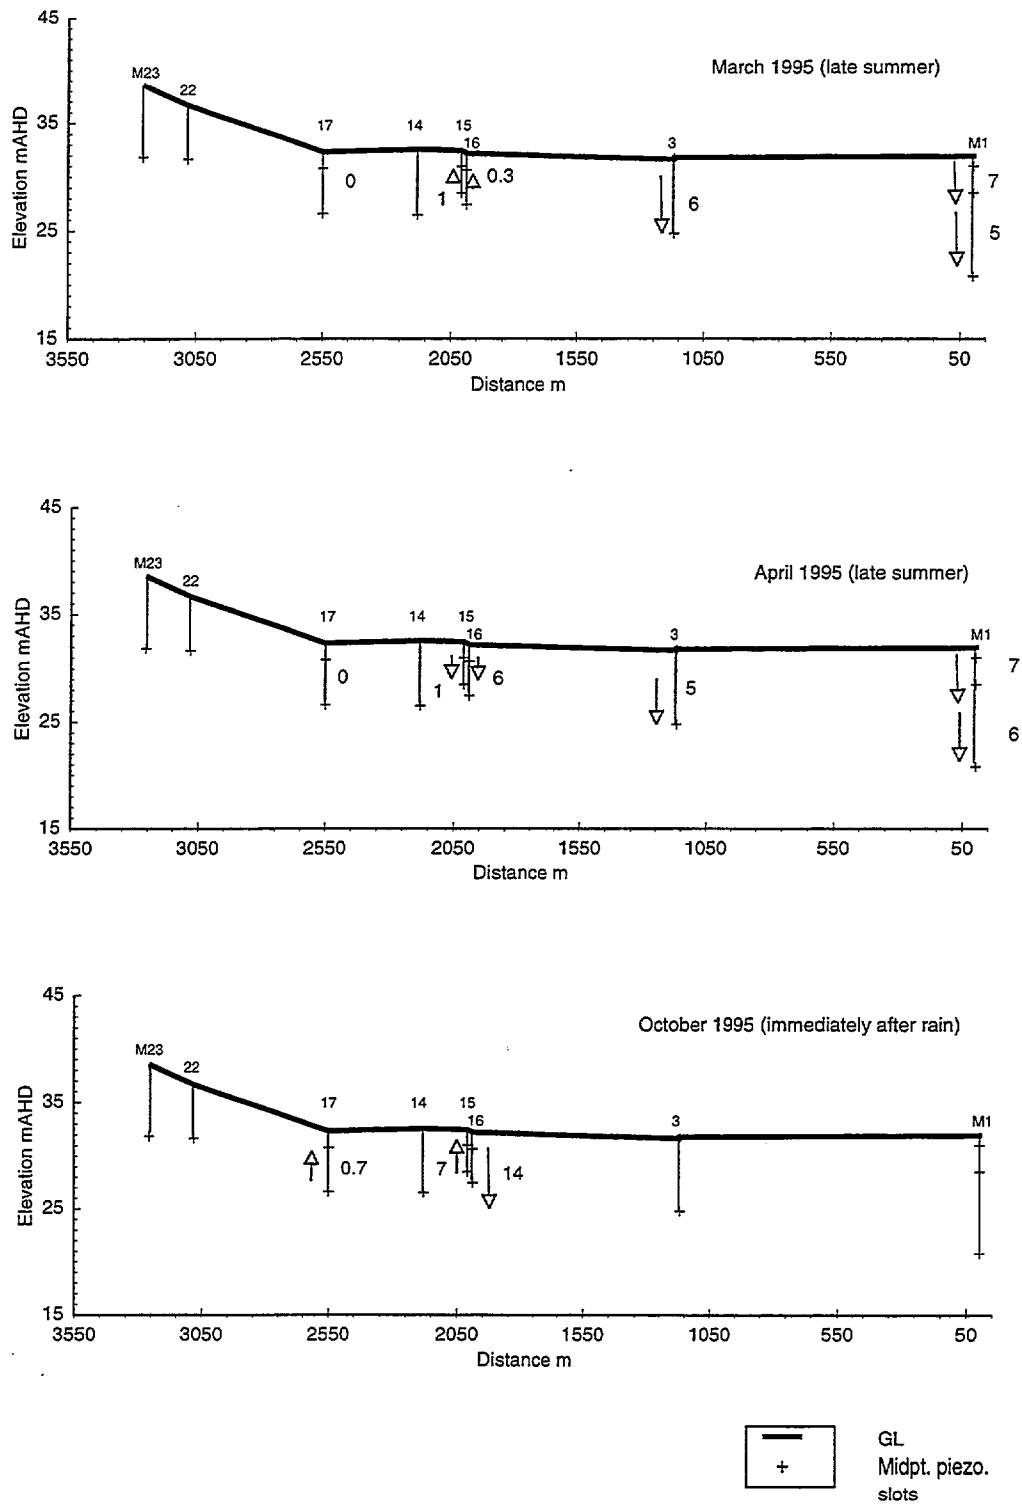 45
M23
March 1995 (late summer)
22
35
17
14
15
16
3
M1
0
1
0.3
6
7
5
25
15
Elevation mAHD
3550 3050 2550 2050 1550 1050 550 50
Distance m
45
M23
April 1995 (late summer)
22
35
17
14
15
16
3
M1
0
1
6
5
7
6
25
15
Elevation mAHD
3550 3050 2550 2050 1550 1050 550 50
Distance m
45
M23
October 1995 (immediately after rain)
22
35
17
14
15
16
3
M1
0.7
7
14
25
15
Elevation mAHD
3550 3050 2550 2050 1550 1050 550 50
Distance m
GL
Midpt. piezo.
slots